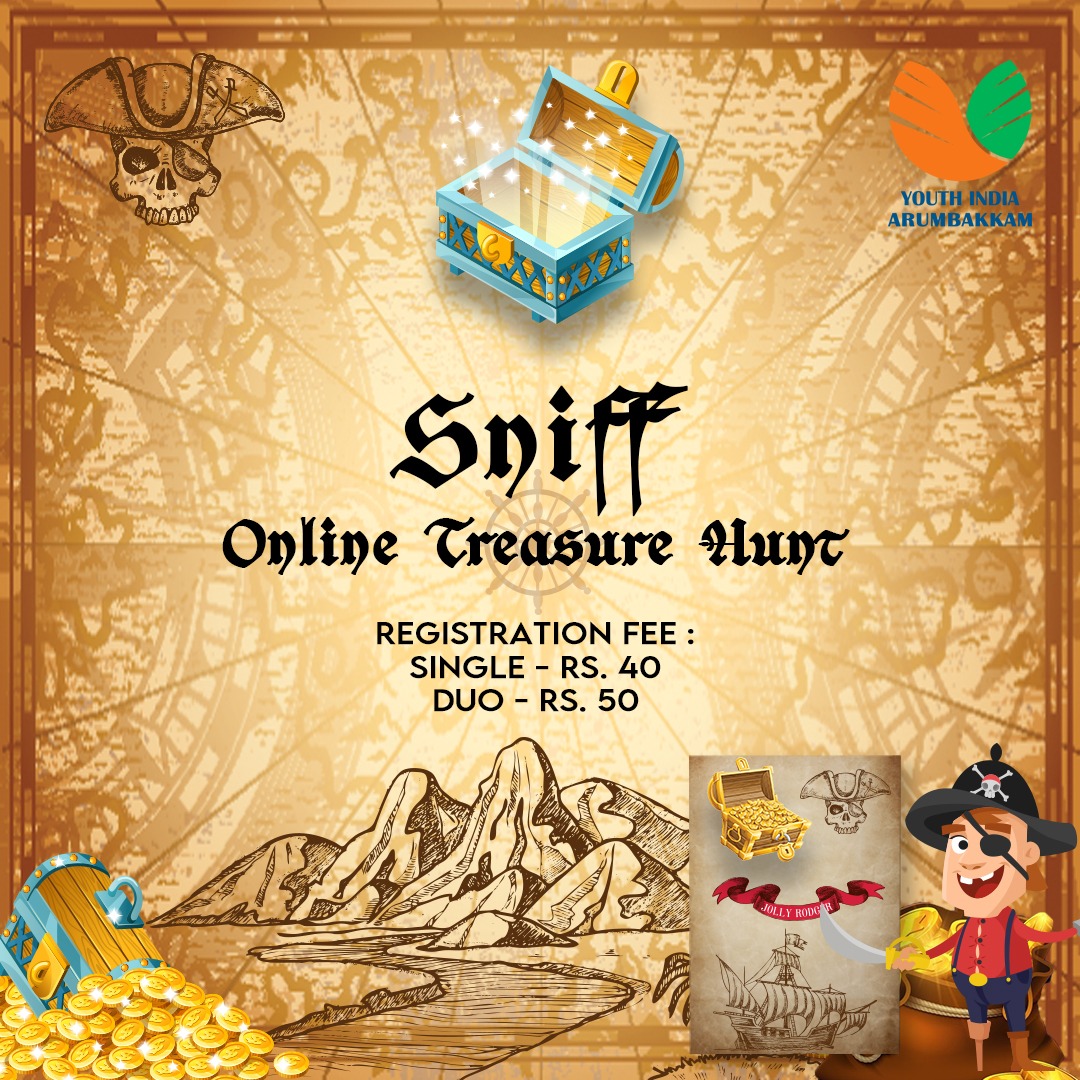 YOUTH INDIA
ARUMBAKKAM
Sniff
Online Treasure Hunt
REGISTRATION FEE :
SINGLE - RS. 40
DUO - RS. 50
JOLLY RODGER